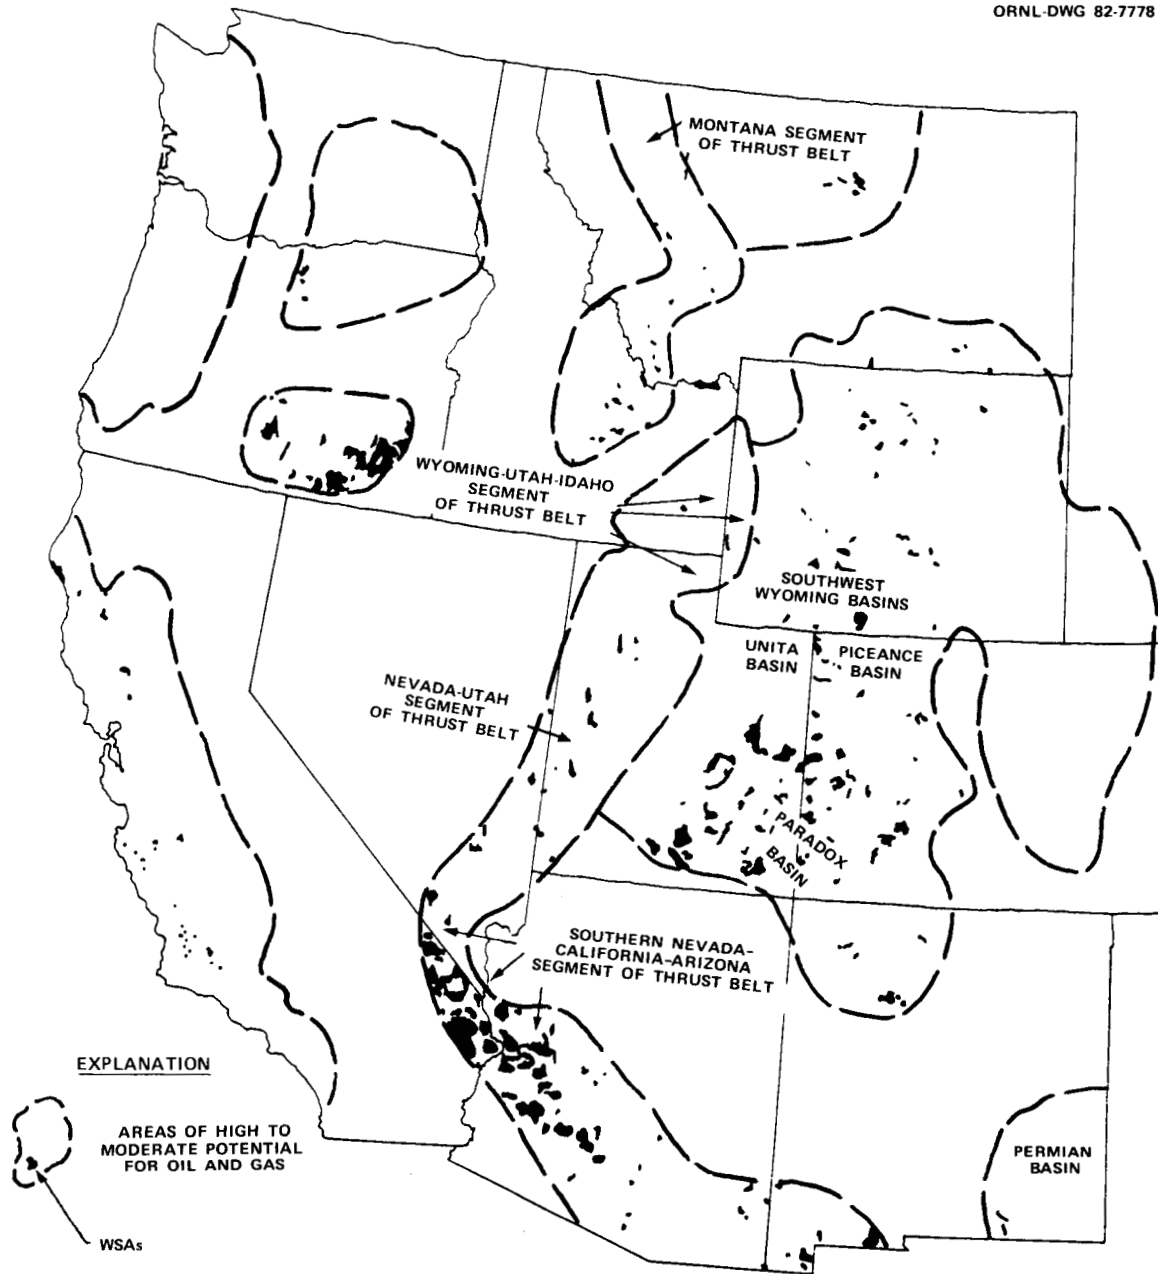 ORNL-DWG 82-7778
MONTANA SEGMENT
OF THRUST BELT
WYOMING-UTAH-IDAHO
SEGMENT
OF THRUST BELT
SOUTHWEST
WYOMING BASINS
UNITA
BASIN
PICEANCE
BASIN
NEVADA-UTAH
SEGMENT
OF THRUST BELT
PARADOX
BASIN
SOUTHERN NEVADA-
CALIFORNIA-ARIZONA
SEGMENT OF THRUST BELT
EXPLANATION
AREAS OF HIGH TO
MODERATE POTENTIAL
FOR OIL AND GAS
WSAs
PERMIAN
BASIN